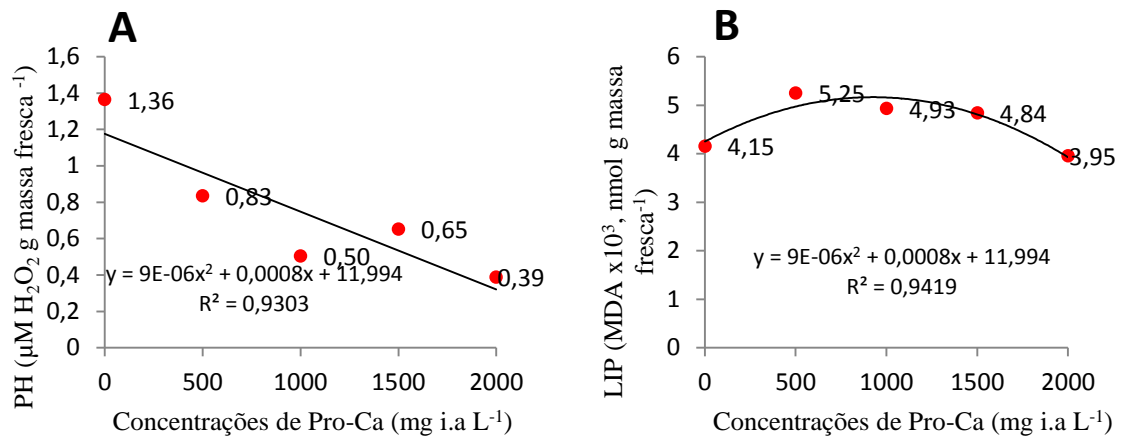 A
PH (µM H₂O₂ g massa fresca ⁻¹)
1,6
1,4
1,2
1
0,8
0,6
0,4
0,2
0
1,36
0,83
0,50
0,65
0,39
y = 9E-06x² + 0,0008x + 11,994
R² = 0,9303
0 500 1000 1500 2000
Concentrações de Pro-Ca (mg i.a L⁻¹)
B
LIP (MDA x10³, nmol g massa
fresca⁻¹)
6
5
4
3
2
1
0
4,15
5,25
4,93
4,84
3,95
y = 9E-06x² + 0,0008x + 11,994
R² = 0,9419
0 500 1000 1500 2000
Concentrações de Pro-Ca (mg i.a L⁻¹)